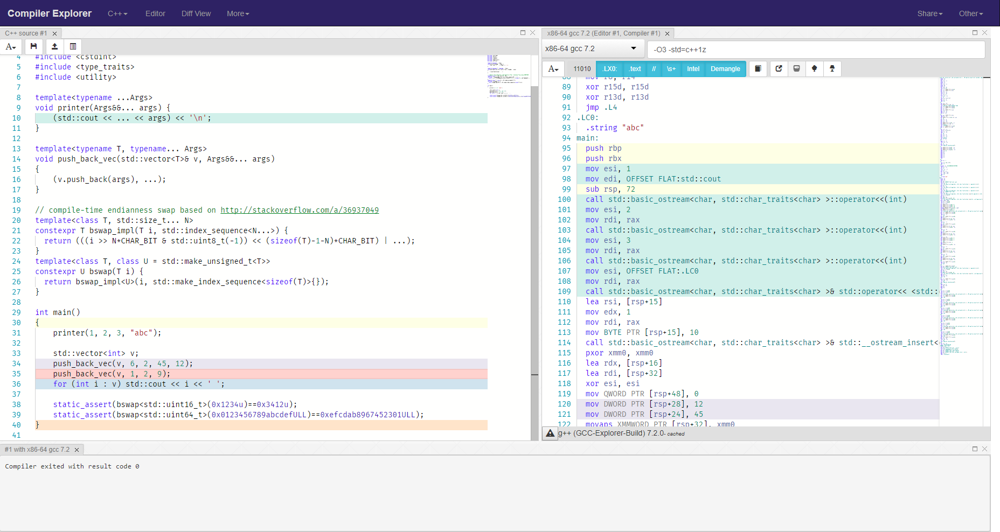 Compiler Explorer C++ Editor Diff View More Share Other
C++ source #1
A
4 #include <cstdint>
5 #include <type_traits>
6 #include <utility>
7
8 template<typename ...Args>
9 void printer(Args&&... args) {
10 (std::cout << ... << args) << '\n';
11 }
12
13 template<typename T, typename... Args>
14 void push_back_vec(std::vector<T>& v, Args&&... args)
15 {
16 (v.push_back(args), ...);
17 }
18
19 // compile-time endianness swap based on http://stackoverflow.com/a/36937049
20 template<class T, std::size_t... N>
21 constexpr T bswap_impl(T i, std::index_sequence<N...>) {
22 return (((i >> N*CHAR_BIT & std::uint8_t(-1)) << (sizeof(T)-1-N)*CHAR_BIT) | ...);
23 }
24 template<class T, class U = std::make_unsigned_t<T>>
25 constexpr U bswap(T i) {
26 return bswap_impl<U>(i, std::make_index_sequence<sizeof(T)>{});
27 }
28
29 int main()
30 {
31 printer(1, 2, 3, "abc");
32
33 std::vector<int> v;
34 push_back_vec(v, 6, 2, 45, 12);
35 push_back_vec(v, 1, 2, 9);
36 for (int i : v) std::cout << i << ' ';
37
38 static_assert(bswap<std::uint16_t>(0x1234u)==0x3412u);
39 static_assert(bswap<std::uint64_t>(0x0123456789abcdefULL)==0xefcdab8967452301ULL);
40 }
41
x86-64 gcc 7.2 (Editor #1, Compiler #1)
x86-64 gcc 7.2 -O3 -std=c++1z
A 11010 .LX0: .text // \s+ Intel Demangle
88 mov r8, r14
89 xor r15d, r15d
90 xor r13d, r13d
91 jmp .L4
92 .LC0:
93 .string "abc"
94 main:
95 push rbp
96 push rbx
97 mov esi, 1
98 mov edi, OFFSET FLAT:std::cout
99 sub rsp, 72
100 call std::basic_ostream<char, std::char_traits<char> >::operator<<(int)
101 mov esi, 2
102 mov rdi, rax
103 call std::basic_ostream<char, std::char_traits<char> >::operator<<(int)
104 mov esi, 3
105 mov rdi, rax
106 call std::basic_ostream<char, std::char_traits<char> >::operator<<(int)
107 mov esi, OFFSET FLAT:.LC0
108 mov rdi, rax
109 call std::basic_ostream<char, std::char_traits<char> >& std::operator<< <std::
110 lea rsi, [rsp+15]
111 mov edx, 1
112 mov rdi, rax
113 mov BYTE PTR [rsp+15], 10
114 call std::basic_ostream<char, std::char_traits<char> >& std::__ostream_insert<
115 pxor xmm0, xmm0
116 lea rdx, [rsp+16]
117 lea rdi, [rsp+32]
118 xor esi, esi
119 mov QWORD PTR [rsp+48], 0
120 mov DWORD PTR [rsp+28], 12
121 mov DWORD PTR [rsp+24], 45
122 movaps XMMWORD PTR [rsp+32], xmm0
g++ (GCC-Explorer-Build) 7.2.0- cached
#1 with x86-64 gcc 7.2
Compiler exited with result code 0